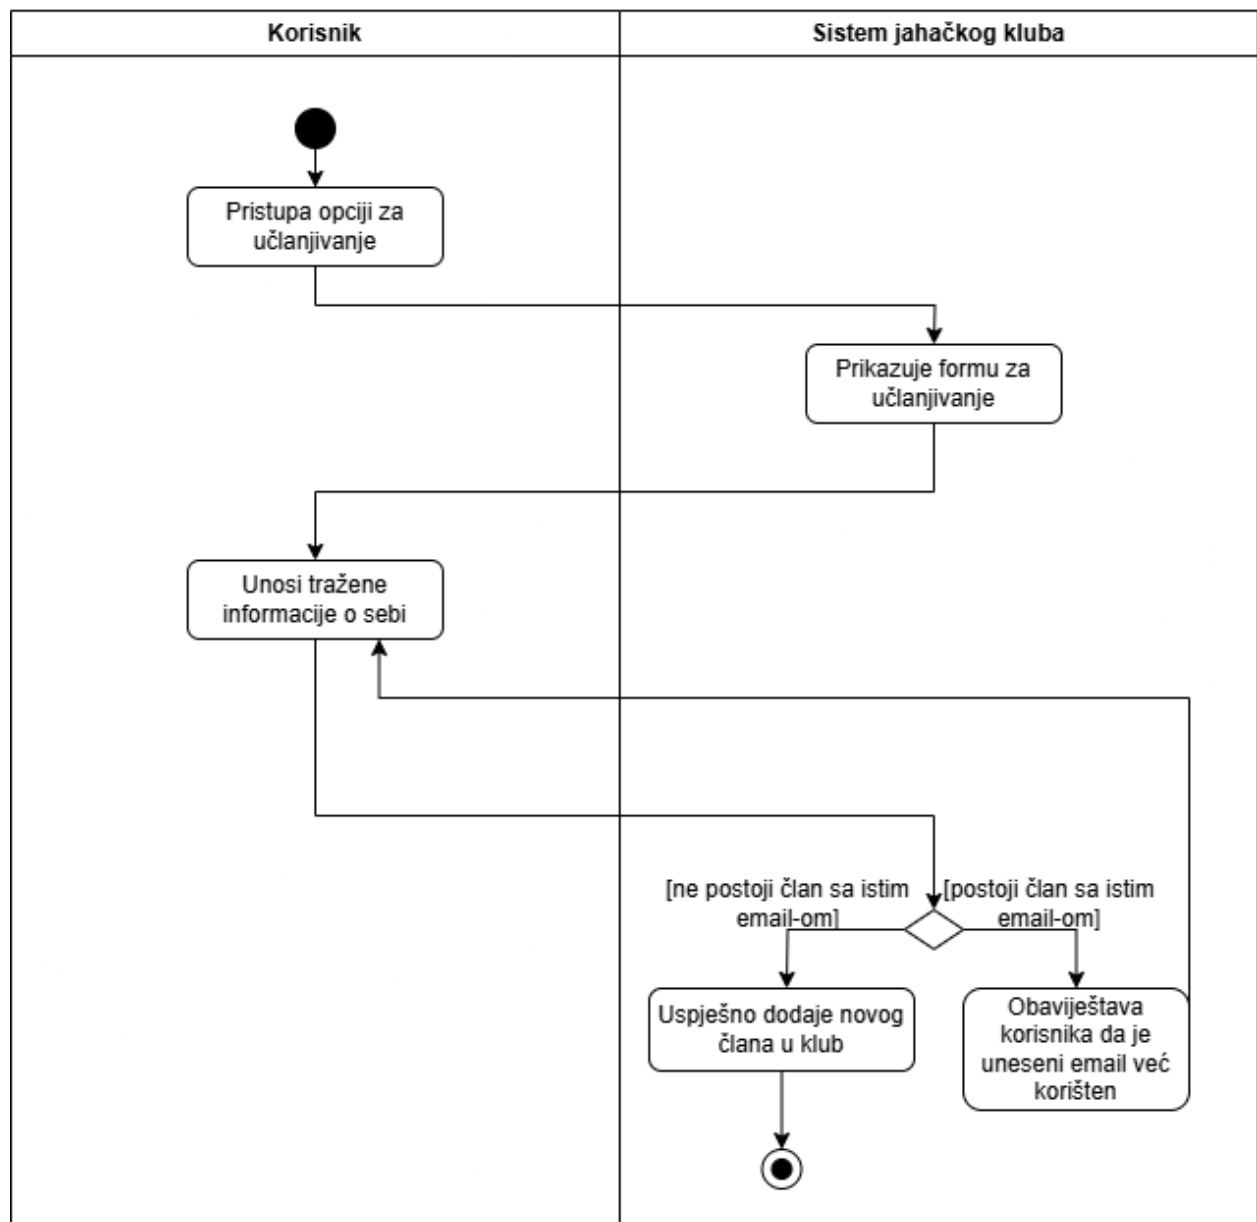 Korisnik
Sistem jahačkog kluba
Pristupa opciji za
učlanjivanje
Prikazuje formu za
učlanjivanje
Unosi tražene
informacije o sebi
[ne postoji član sa istim
email-om]
[postoji član sa istim
email-om]
Uspješno dodaje novog
člana u klub
Obaviještava
korisnika da je
uneseni email već
korišten